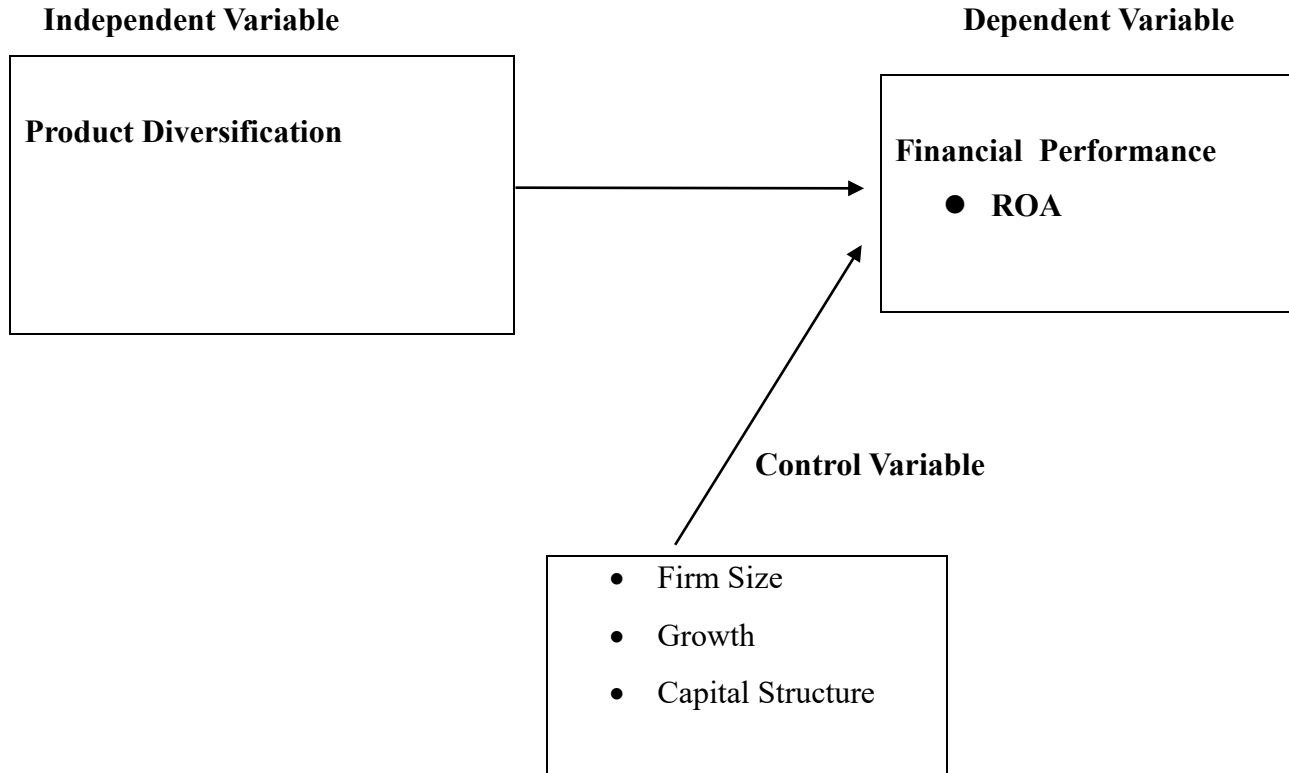 Independent Variable
Dependent Variable
Product Diversification
Financial Performance
● ROA
Control Variable
• Firm Size
• Growth
• Capital Structure